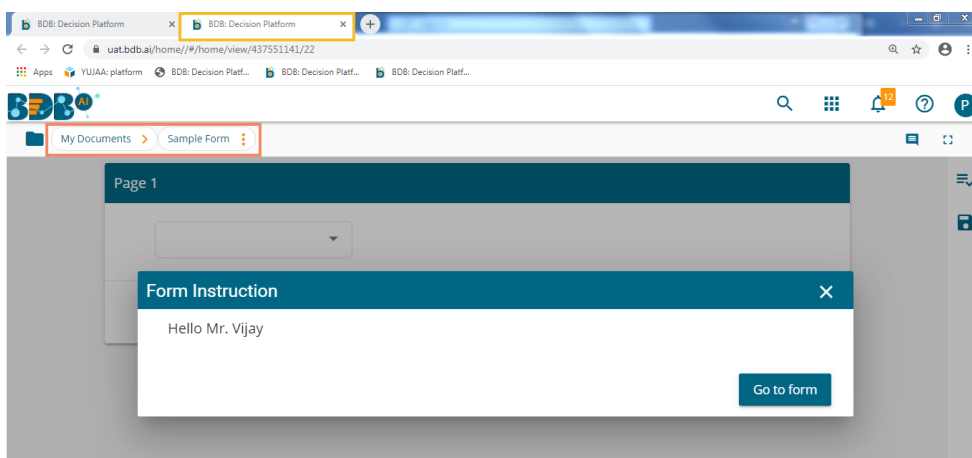 BDB: Decision Platform
BDB: Decision Platform
uat.bdb.ai/home//#/home/view/437551141/22
Apps YUJAA: platform BDB: Decision Platf... BDB: Decision Platf... BDB: Decision Platf...
BDB AI
12
P
My Documents Sample Form
Page 1
Form Instruction
Hello Mr. Vijay
Go to form